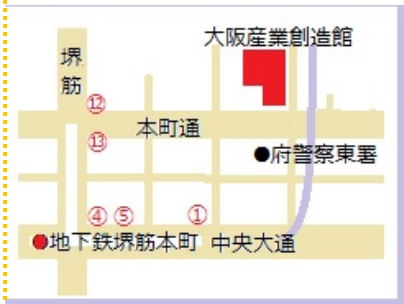 大阪産業創造館
堺筋
⑫
本町通
⑬
●府警察東署
④ ⑤ ①
●地下鉄堺筋本町 中央大通